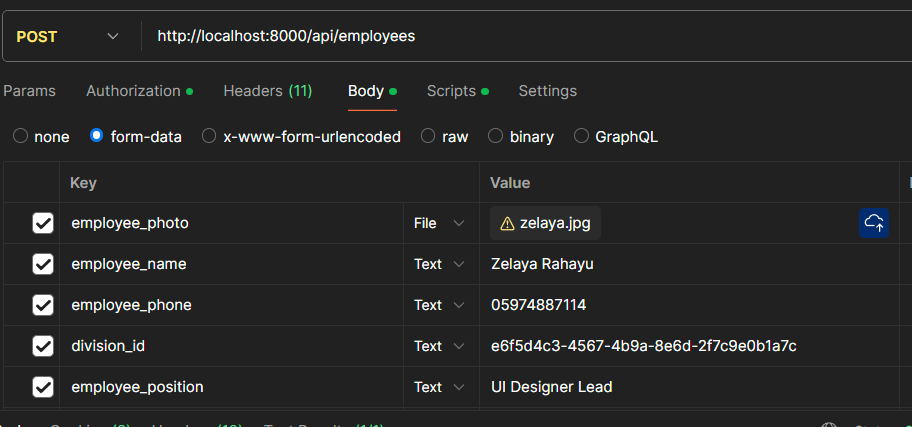 POST http://localhost:8000/api/employees
Params Authorization Headers (11) Body Scripts Settings
none form-data x-www-form-urlencoded raw binary GraphQL
Key Value
employee_photo File zelaya.jpg
employee_name Text Zelaya Rahayu
employee_phone Text 05974887114
division_id Text e6f5d4c3-4567-4b9a-8e6d-2f7c9e0b1a7c
employee_position Text UI Designer Lead